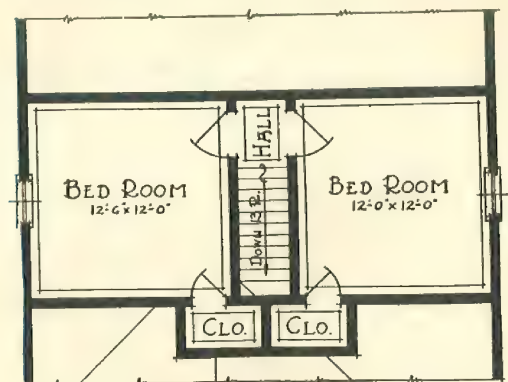 HALL
BED ROOM
12'-6" x 12'-0"
BED ROOM
12'-0" x 12'-0"
DOWN 13 R.
CLO.
CLO.